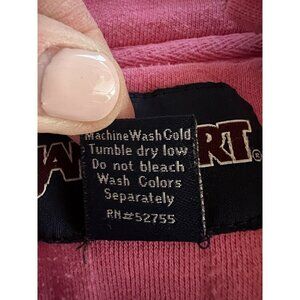 Machine Wash Cold
Tumble dry low
Do not bleach
Wash Colors
Separately
RN#52755